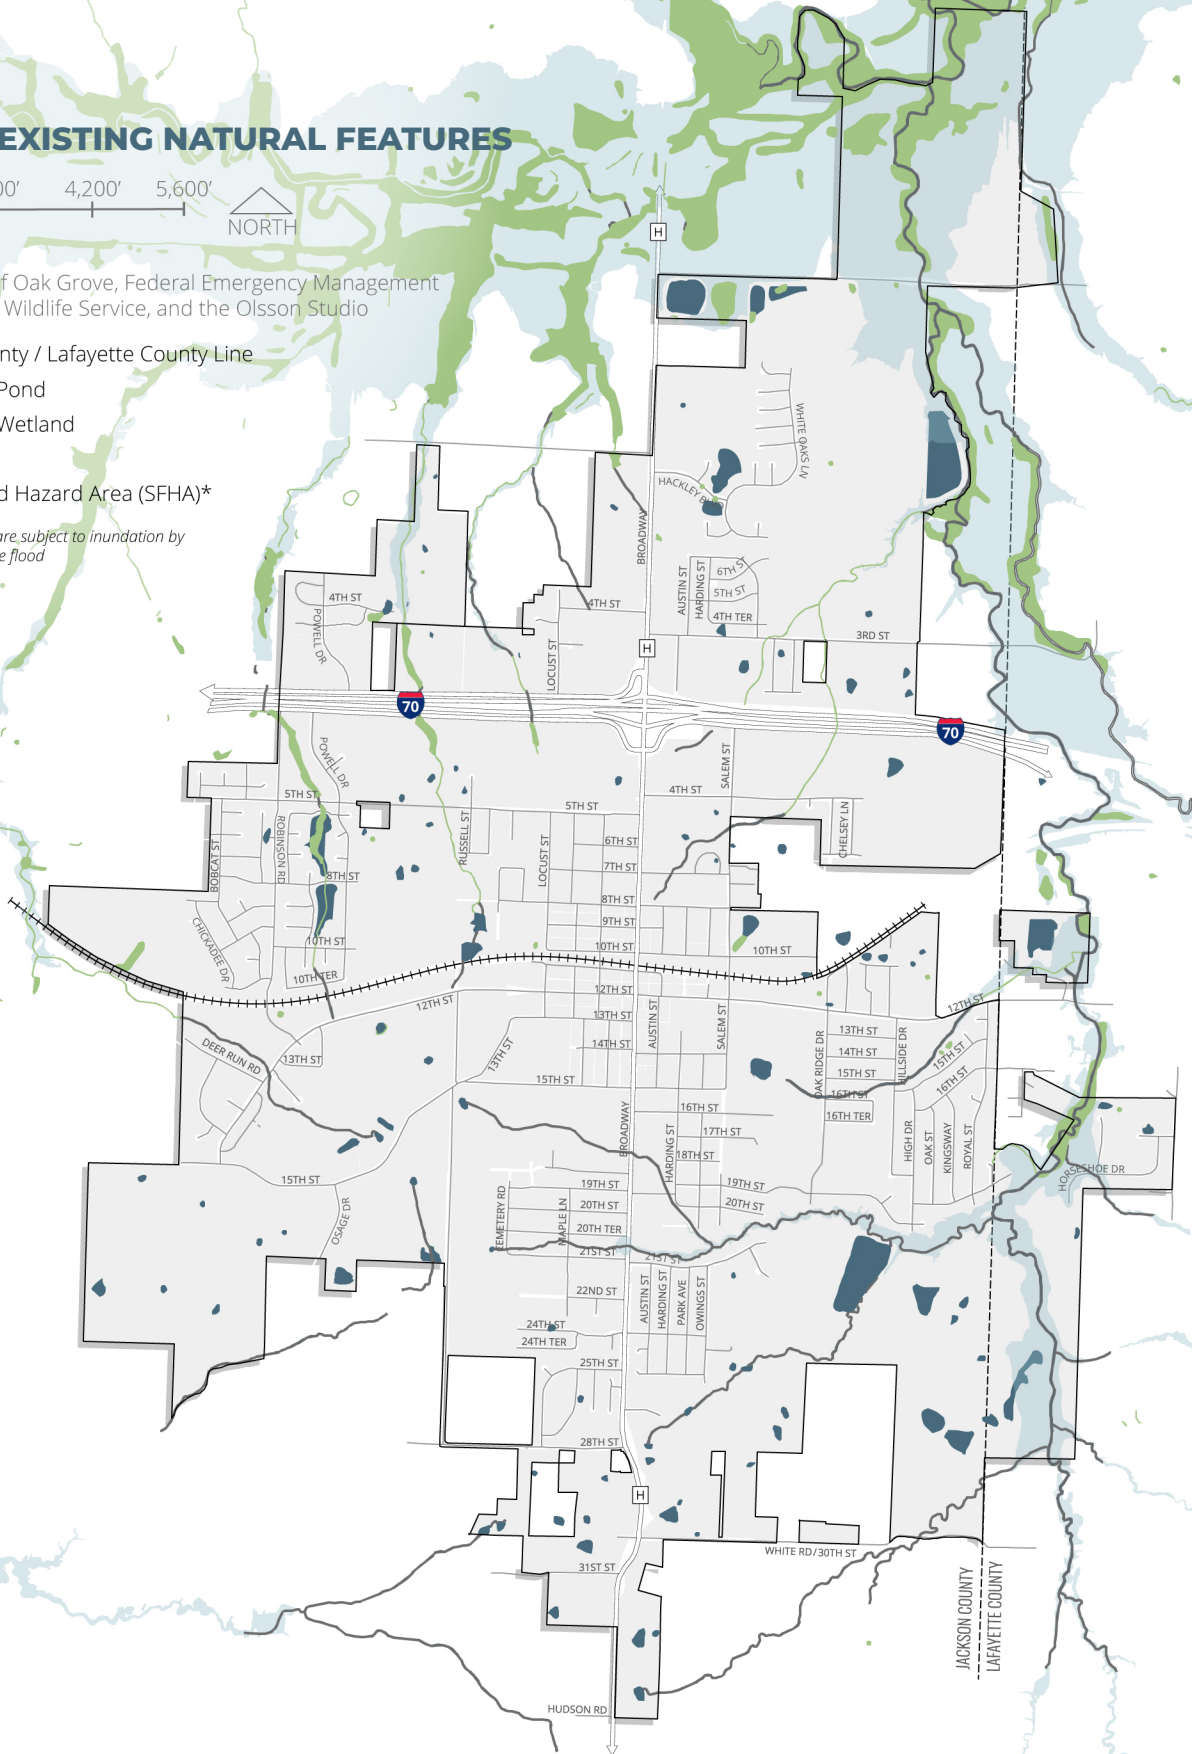 EXISTING NATURAL FEATURES
00’ 4,200’ 5,600’
NORTH
f Oak Grove, Federal Emergency Management
Wildlife Service, and the Olsson Studio
nty / Lafayette County Line
Pond
Wetland
d Hazard Area (SFHA)*
are subject to inundation by
e flood
H
WHITE OAKS LN
HACKLEY BLVD
BROADWAY
AUSTIN ST
HARDING ST
6TH ST
5TH ST
4TH TER
4TH ST
POWELL DR
4TH ST
LOCUST ST
3RD ST
H
70
70
POWELL DR
SALEM ST
4TH ST
5TH ST
5TH ST
CHELSEY LN
BOBCAT ST
ROBINSON RD
RUSSELL ST
LOCUST ST
6TH ST
7TH ST
8TH ST
8TH ST
9TH ST
10TH ST
10TH ST
10TH ST
CHICKADEE DR
10TH TER
12TH ST
12TH ST
12TH ST
13TH ST
AUSTIN ST
SALEM ST
OAK RIDGE DR
13TH ST
14TH ST
15TH ST
16TH ST
16TH TER
HILLSIDE DR
15TH ST
16TH ST
DEER RUN RD
13TH ST
13TH ST
14TH ST
15TH ST
BROADWAY
16TH ST
17TH ST
18TH ST
HARDING ST
HIGH DR
OAK ST
KINGSWAY
ROYAL ST
HORSESHOE DR
15TH ST
OSAGE DR
CEMETERY RD
MAPLE LN
19TH ST
20TH ST
20TH TER
21ST ST
19TH ST
20TH ST
21ST ST
22ND ST
AUSTIN ST
HARDING ST
PARK AVE
OWINGS ST
24TH ST
24TH TER
25TH ST
28TH ST
H
WHITE RD/30TH ST
31ST ST
JACKSON COUNTY
LAFAYETTE COUNTY
HUDSON RD